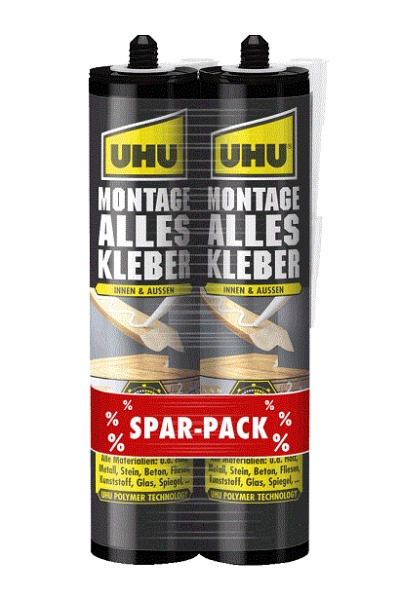 UHU UHU
MONTAGE MONTAGE
ALLES ALLES
KLEBER KLEBER
INNEN & AUSSEN INNEN & AUSSEN
% SPAR-PACK %
% %
% %
Alle Materialien: u.a. Holz,
Metall, Stein, Beton, Fliesen, Metall, Stein, Beton, Fliesen,
Kunststoff, Glas, Spiegel, ... Kunststoff, Glas, Spiegel, ...
UHU POLYMER TECHNOLOGY UHU POLYMER TECHNOLOGY